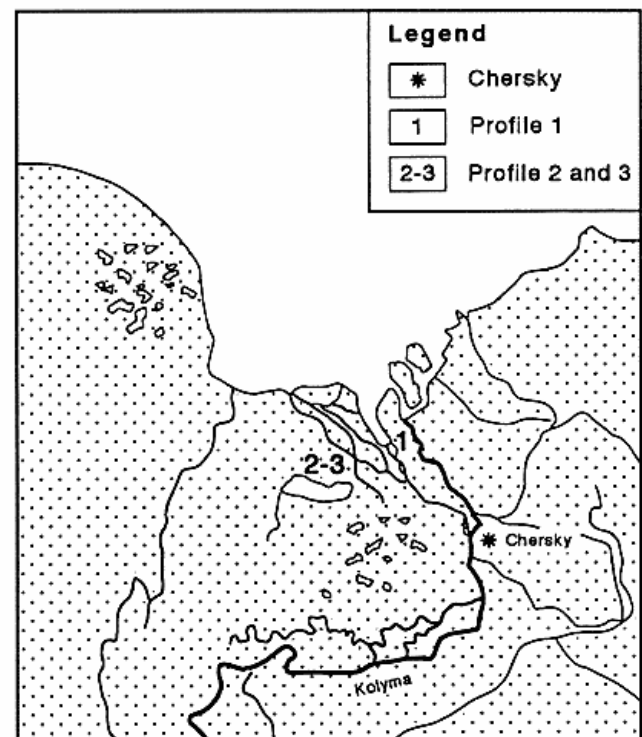 Legend
Chersky
1 Profile 1
2-3 Profile 2 and 3
1
2-3
Chersky
Kolyma